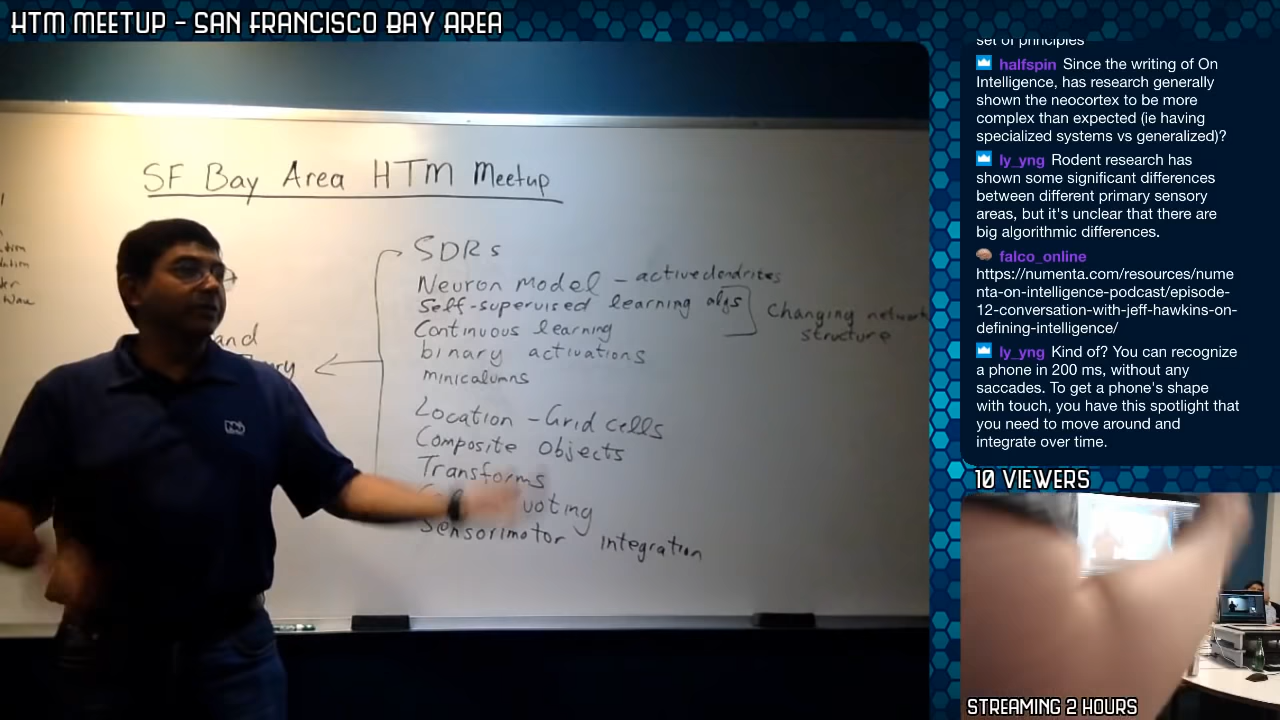 HTM MEETUP - SAN FRANCISCO BAY AREA
SF Bay Area HTM Meetup
SDRs
Neuron model - active dendrites
Self-supervised learning algs
Continuous learning
Changing network
structure
binary activations
minicolumns
and
Location - Grid cells
Composite Objects
Transforms
voting
Sensorimotor integration
set of principles
halfspin Since the writing of On
Intelligence, has research generally
shown the neocortex to be more
complex than expected (ie having
specialized systems vs generalized)?
ly_yng Rodent research has
shown some significant differences
between different primary sensory
areas, but it's unclear that there are
big algorithmic differences.
falco_online
https://numenta.com/resources/nume
nta-on-intelligence-podcast/episode-
12-conversation-with-jeff-hawkins-on-
defining-intelligence/
ly_yng Kind of? You can recognize
a phone in 200 ms, without any
saccades. To get a phone's shape
with touch, you have this spotlight that
you need to move around and
integrate over time.
10 VIEWERS
STREAMING 2 HOURS